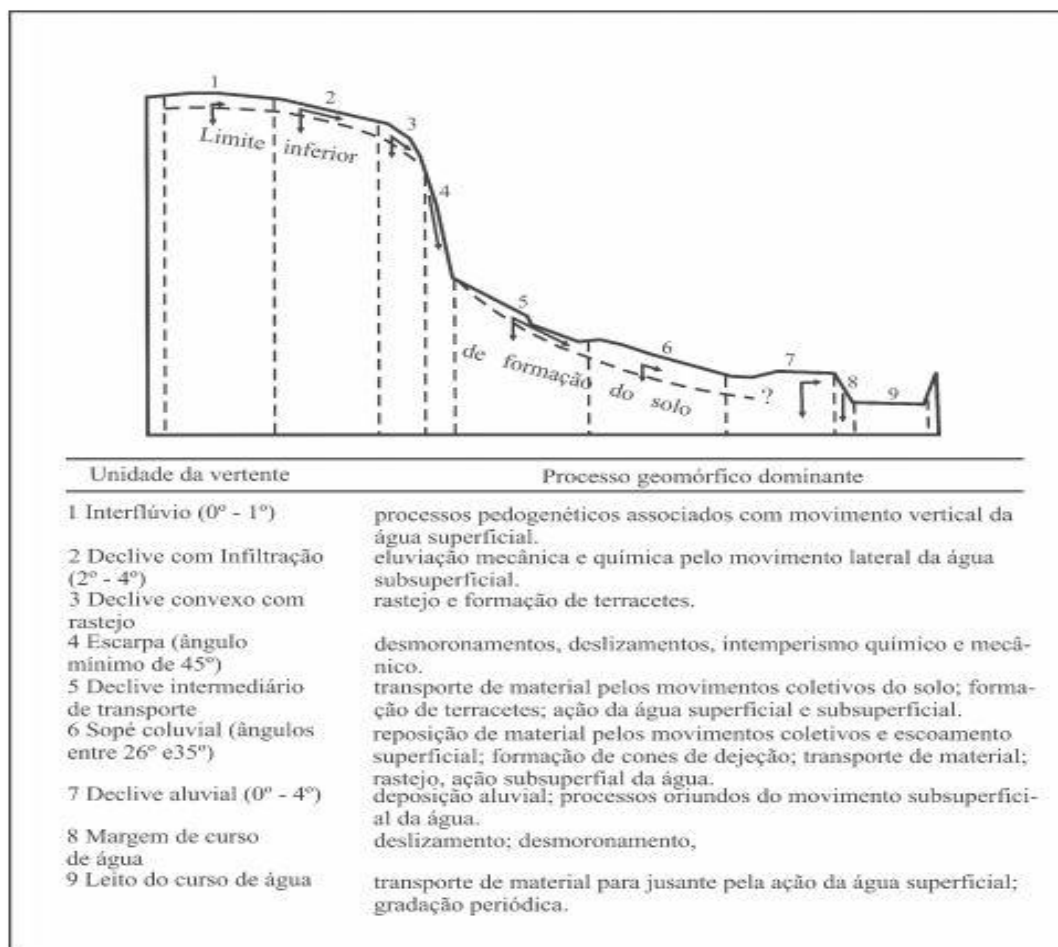 1
2
3
Limite inferior
4
5
6
7
8
9
de formação do solo ?
Unidade da vertente Processo geomórfico dominante
1 Interflúvio (0º - 1º) processos pedogenéticos associados com movimento vertical da
água superficial.
2 Declive com Infiltração eluviação mecânica e química pelo movimento lateral da água
(2º - 4º) subsuperficial.
3 Declive convexo com rastejo e formação de terracetes.
rastejo
4 Escarpa (ângulo desmoronamentos, deslizamentos, intemperismo químico e mecâ-
mínimo de 45º) nico.
5 Declive intermediário transporte de material pelos movimentos coletivos do solo; forma-
de transporte ção de terracetes; ação da água superficial e subsuperficial.
6 Sopé coluvial (ângulos reposição de material pelos movimentos coletivos e escoamento
entre 26º e35º) superficial; formação de cones de dejeção; transporte de material;
rastejo, ação subsuperfial da água.
7 Declive aluvial (0º - 4º) deposição aluvial; processos oriundos do movimento subsuperfici-
al da água.
8 Margem de curso deslizamento; desmoronamento,
de água
9 Leito do curso de água transporte de material para jusante pela ação da água superficial;
gradação periódica.